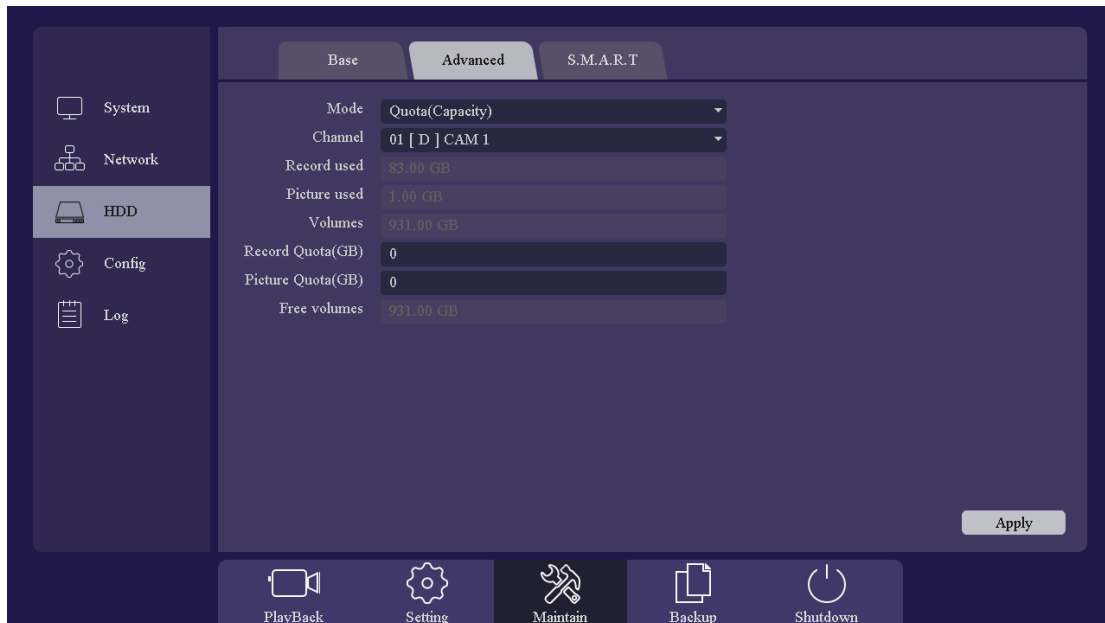 Base Advanced S.M.A.R.T
System
Network
HDD
Config
Log
Mode Quota(Capacity)
Channel 01 [ D ] CAM 1
Record used 83.00 GB
Picture used 1.00 GB
Volumes 931.00 GB
Record Quota(GB) 0
Picture Quota(GB) 0
Free volumes 931.00 GB
Apply
PlayBack Setting Maintain Backup Shutdown